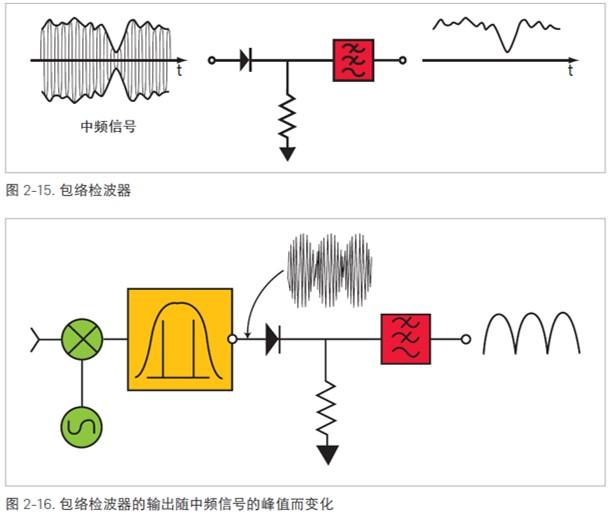 t
t
中频信号
图 2-15. 包络检波器
图 2-16. 包络检波器的输出随中频信号的峰值而变化